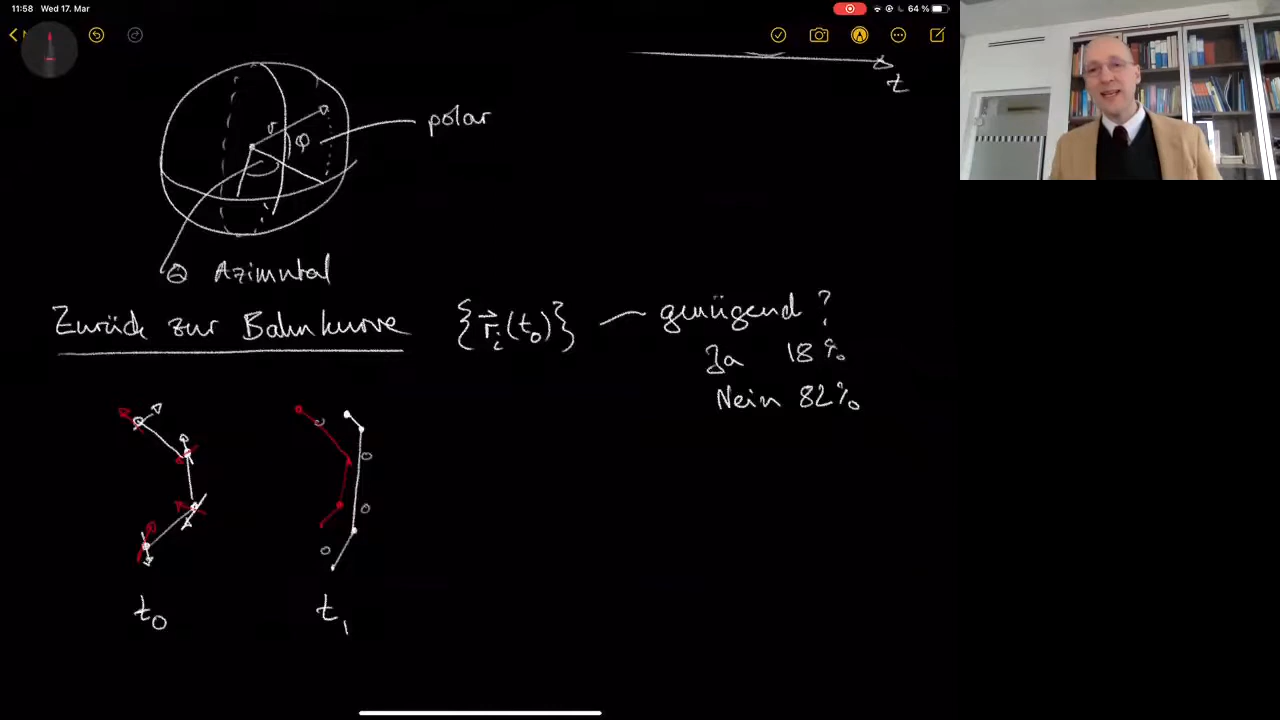 11:58 Wed 17. Mar
64 %
t
r
φ
polar
Θ Azimutal
Zurück zur Bahnkurve {r⃗ᵢ(t₀)} genügend?
Ja 18%
Nein 82%
t₀ t₁